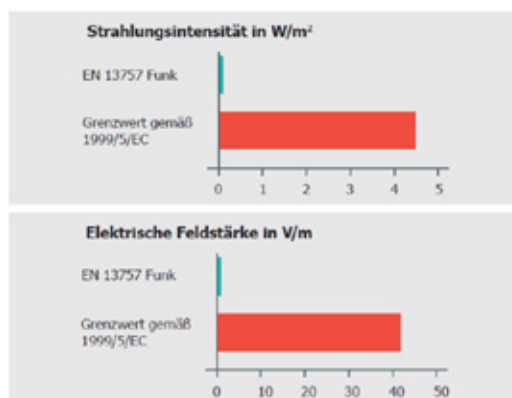 Strahlungsintensität in W/m²
EN 13757 Funk
Grenzwert gemäß
1999/5/EC
0 1 2 3 4 5
Elektrische Feldstärke in V/m
EN 13757 Funk
Grenzwert gemäß
1999/5/EC
0 10 20 30 40 50